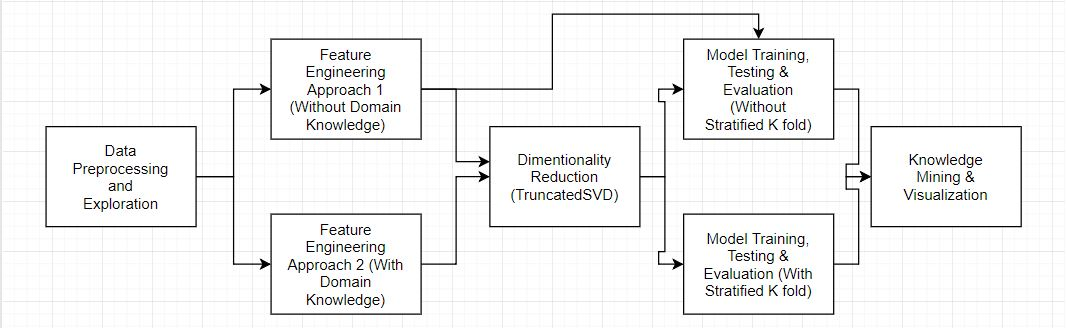 Data
Preprocessing
and
Exploration
Feature
Engineering
Approach 1
(Without Domain
Knowledge)
Feature
Engineering
Approach 2 (With
Domain
Knowledge)
Dimentionality
Reduction
(TruncatedSVD)
Model Training,
Testing &
Evaluation
(Without
Stratified K fold)
Model Training,
Testing &
Evaluation (With
Stratified K fold)
Knowledge
Mining &
Visualization